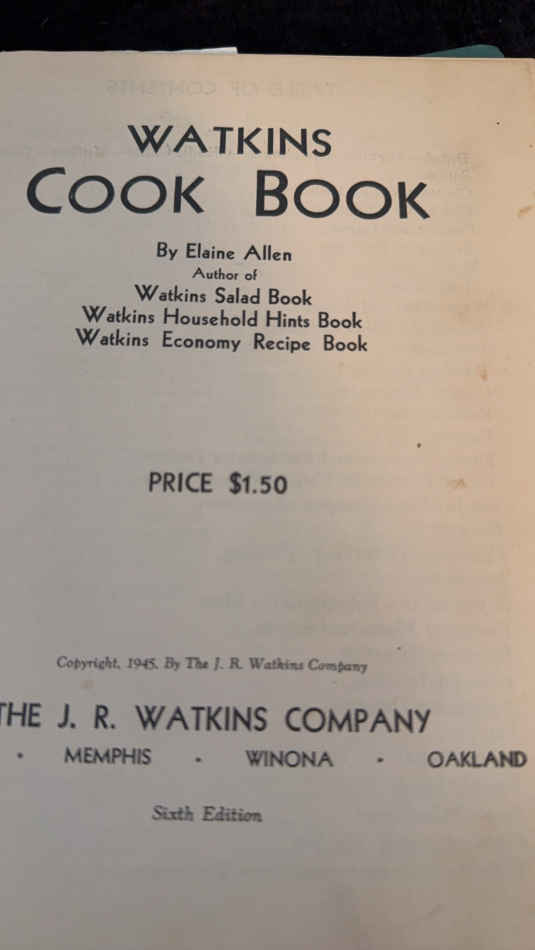 WATKINS
COOK BOOK
By Elaine Allen
Author of
Watkins Salad Book
Watkins Household Hints Book
Watkins Economy Recipe Book
PRICE $1.50
Copyright, 1945, By The J. R. Watkins Company
THE J. R. WATKINS COMPANY
• MEMPHIS • WINONA • OAKLAND
Sixth Edition